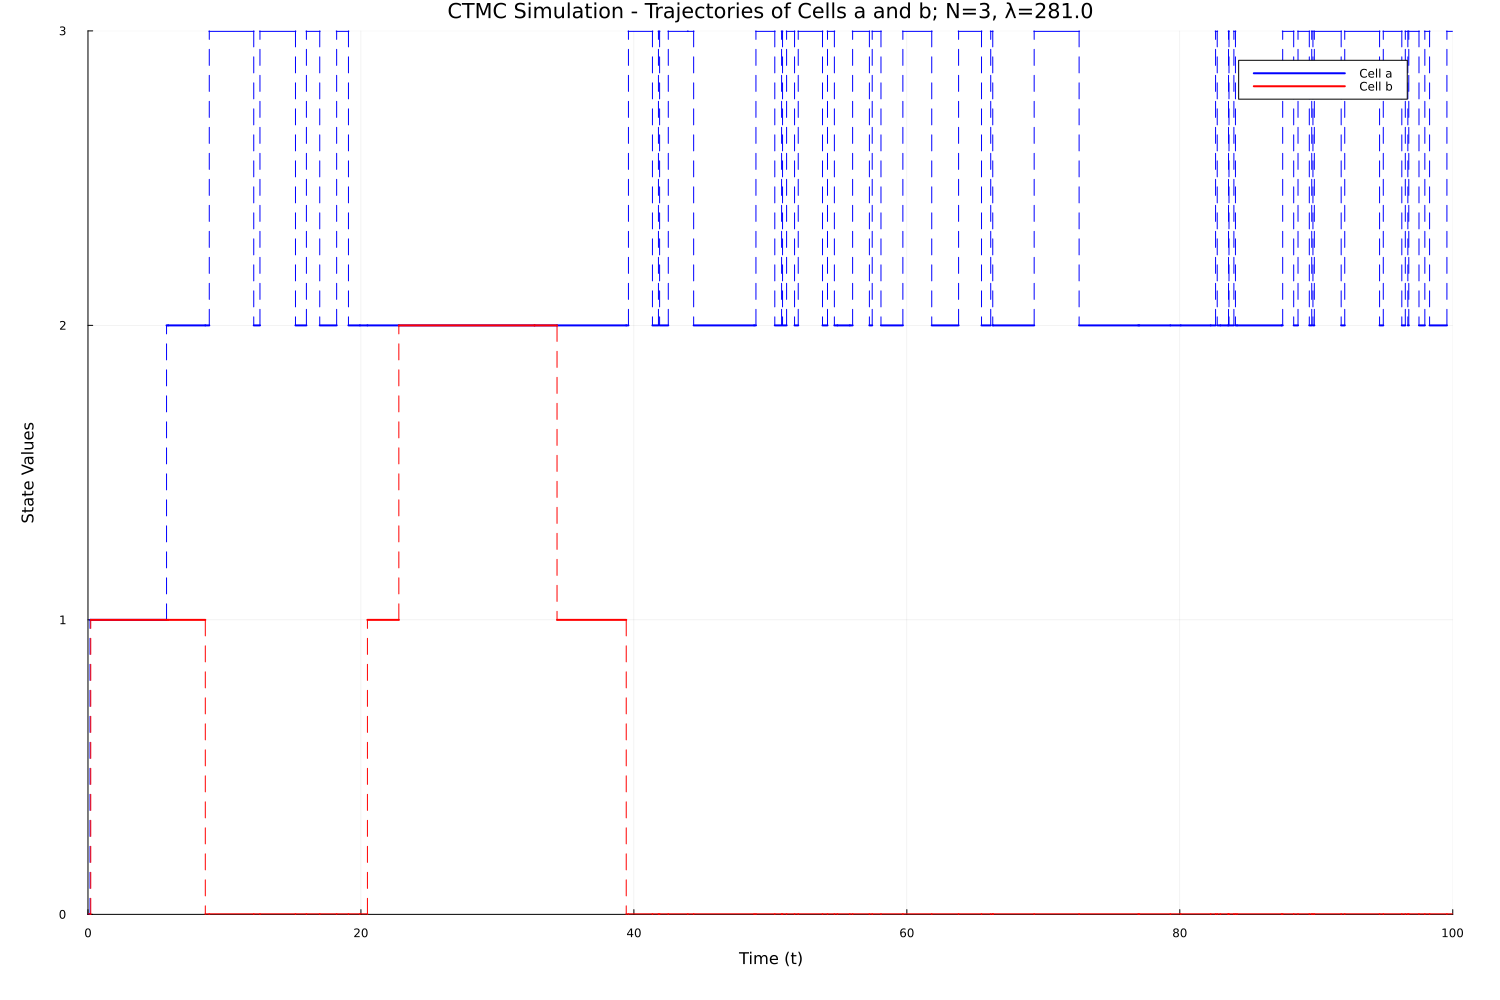 CTMC Simulation - Trajectories of Cells a and b; N=3, λ=281.0
3
Cell a
Cell b
2
State Values
1
0
0 20 40 60 80 100
Time (t)